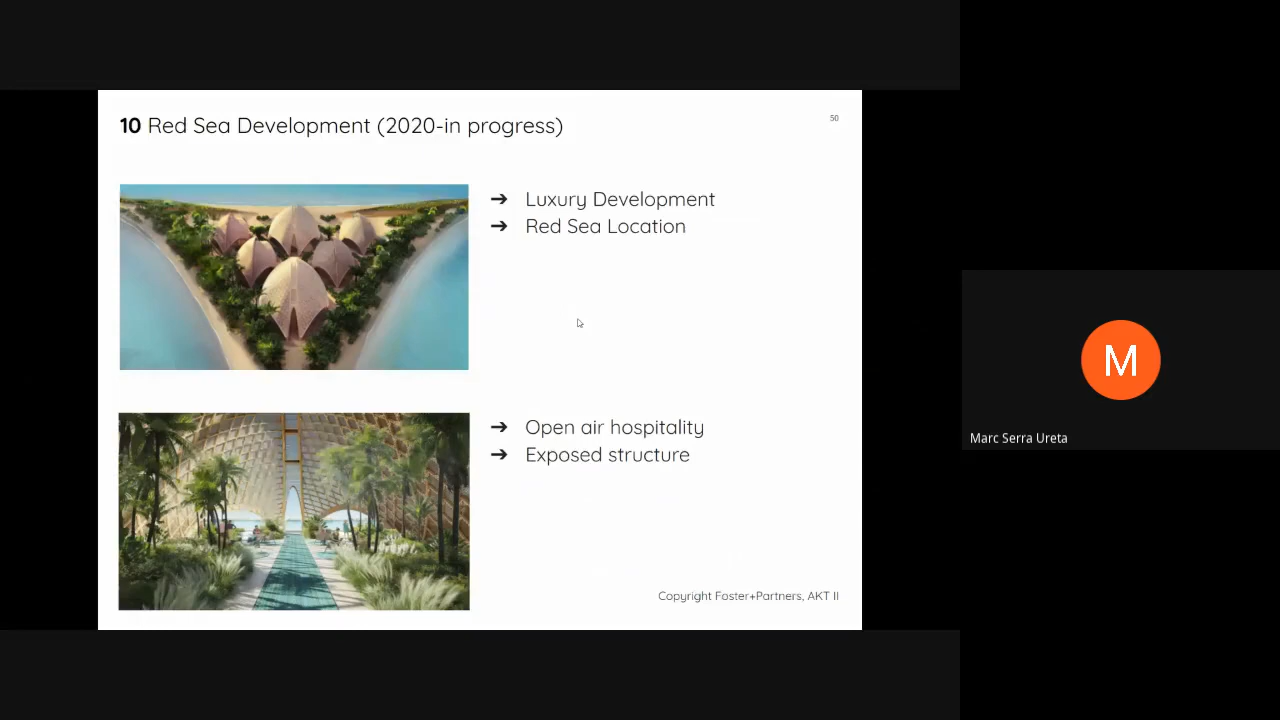 10 Red Sea Development (2020-in progress)
50
➔ Luxury Development
➔ Red Sea Location
➔ Open air hospitality
➔ Exposed structure
Copyright Foster+Partners, AKT II
M
Marc Serra Ureta